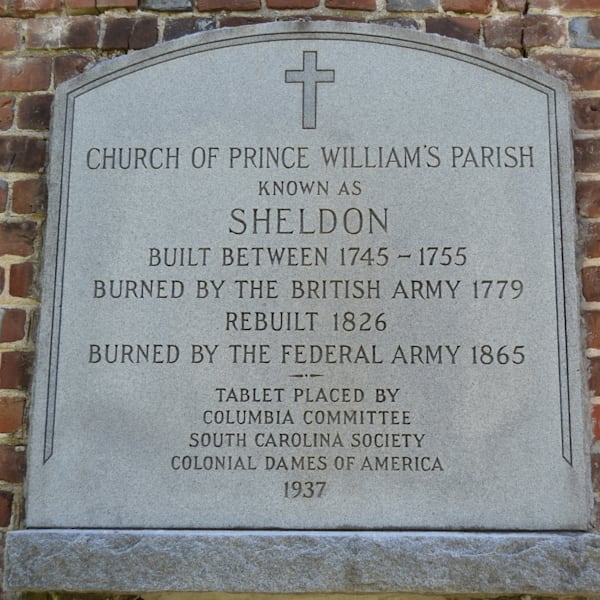 CHURCH OF PRINCE WILLIAM'S PARISH
KNOWN AS
SHELDON
BUILT BETWEEN 1745 – 1755
BURNED BY THE BRITISH ARMY 1779
REBUILT 1826
BURNED BY THE FEDERAL ARMY 1865
TABLET PLACED BY
COLUMBIA COMMITTEE
SOUTH CAROLINA SOCIETY
COLONIAL DAMES OF AMERICA
1937